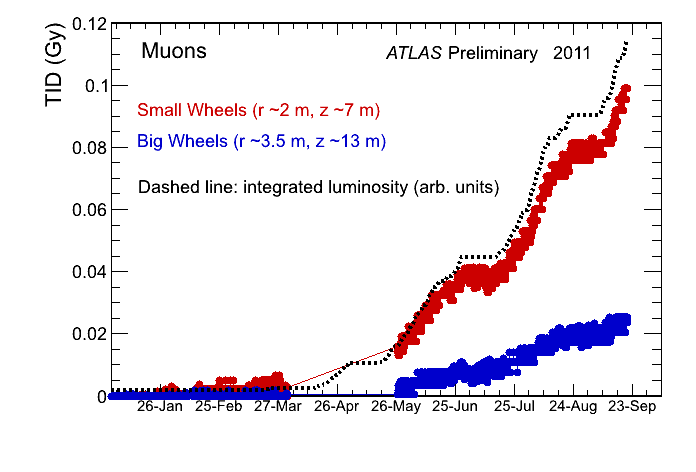 TID (Gy)
0.12
0.1
0.08
0.06
0.04
0.02
0
Muons
ATLAS Preliminary 2011
Small Wheels (r ~2 m, z ~7 m)
Big Wheels (r ~3.5 m, z ~13 m)
Dashed line: integrated luminosity (arb. units)
26-Jan 25-Feb 27-Mar 26-Apr 26-May 25-Jun 25-Jul 24-Aug 23-Sep